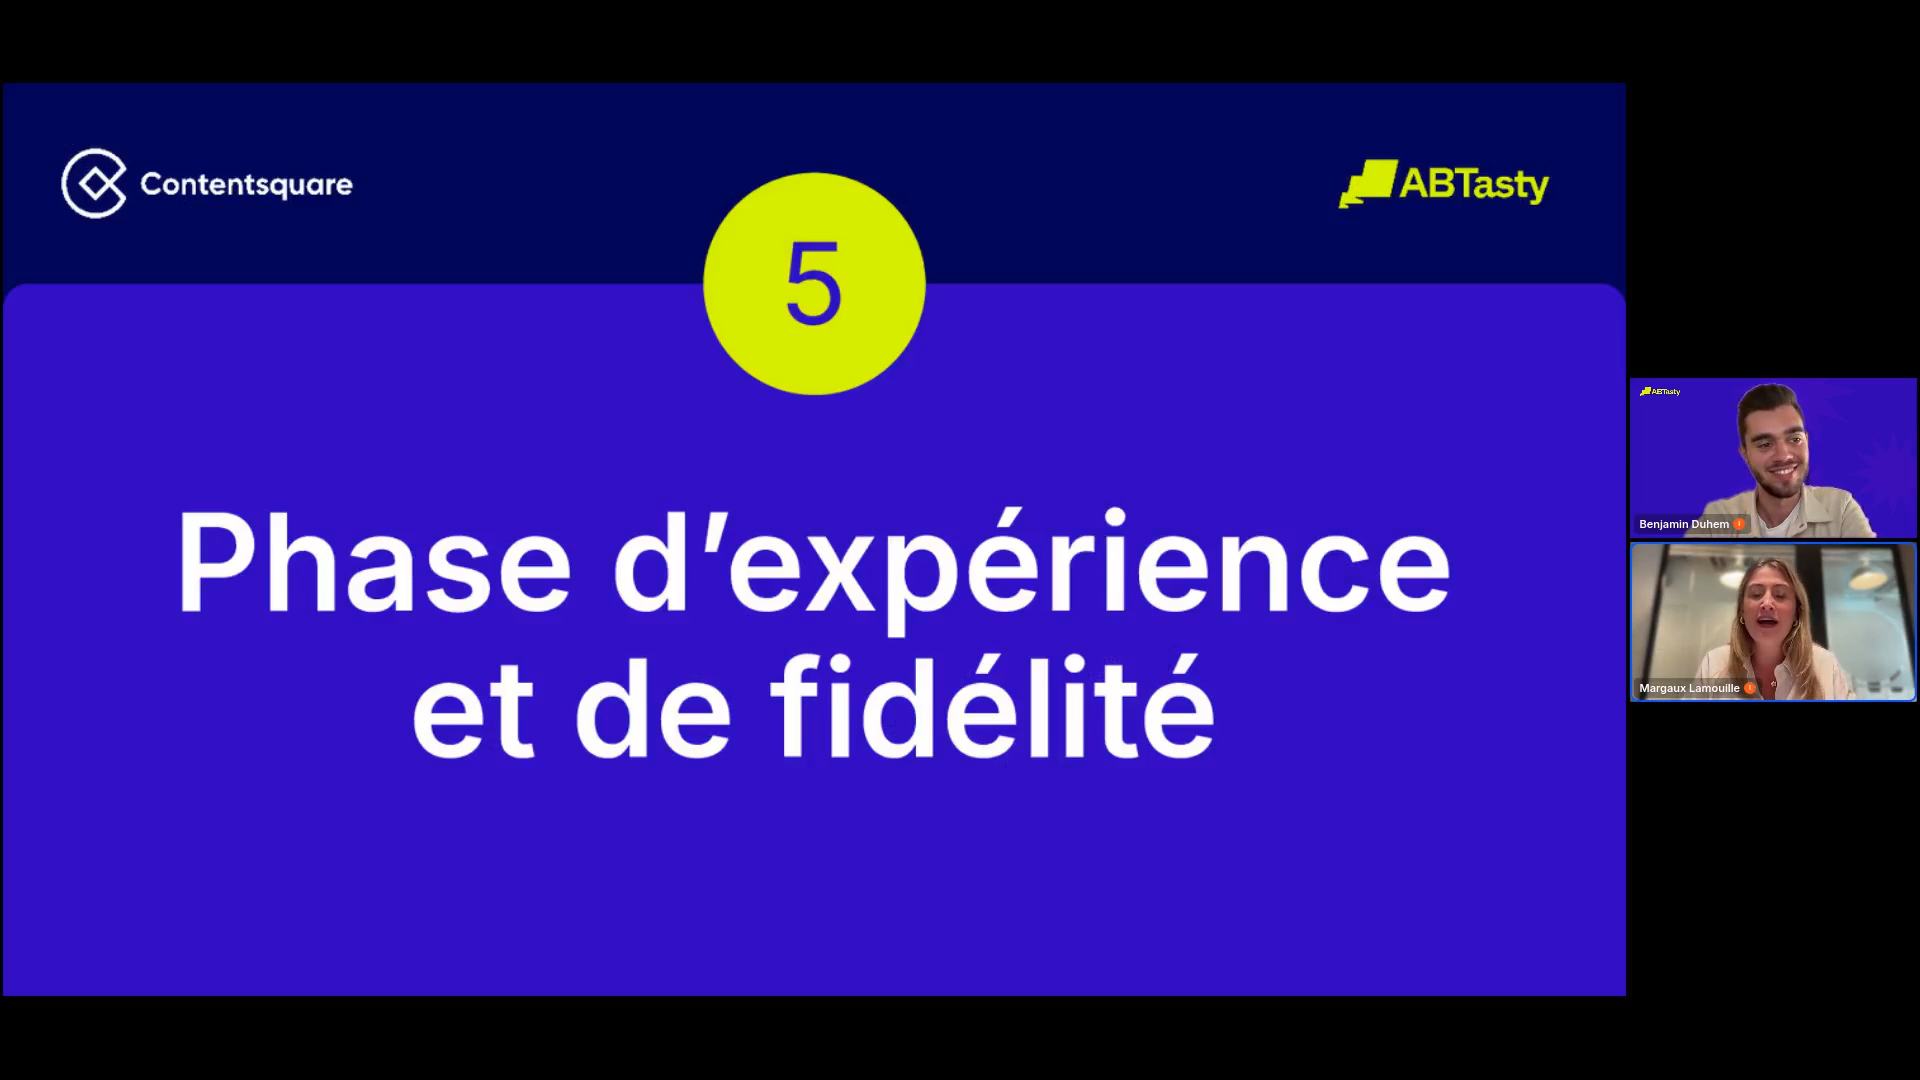 Contentsquare
ABTasty
5
Phase d’expérience
et de fidélité
ABTasty
Benjamin Duhem
Margaux Lamouille